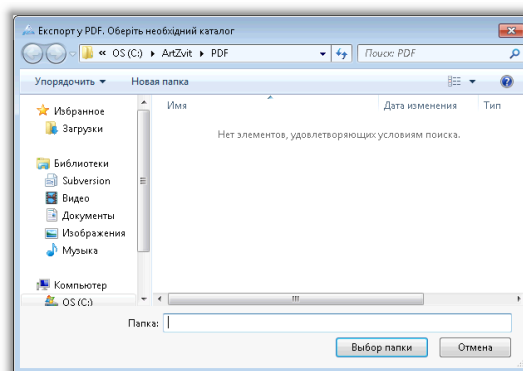 Експорт у PDF. Оберіть необхідний каталог
« OS (C:) ArtZvit PDF
Поиск: PDF
Упорядочить Новая папка
Избранное
Загрузки
Библиотеки
Subversion
Видео
Документы
Изображения
Музыка
Компьютер
OS (C:)
Имя Дата изменения Тип
Нет элементов, удовлетворяющих условиям поиска.
Папка:
Выбор папки Отмена